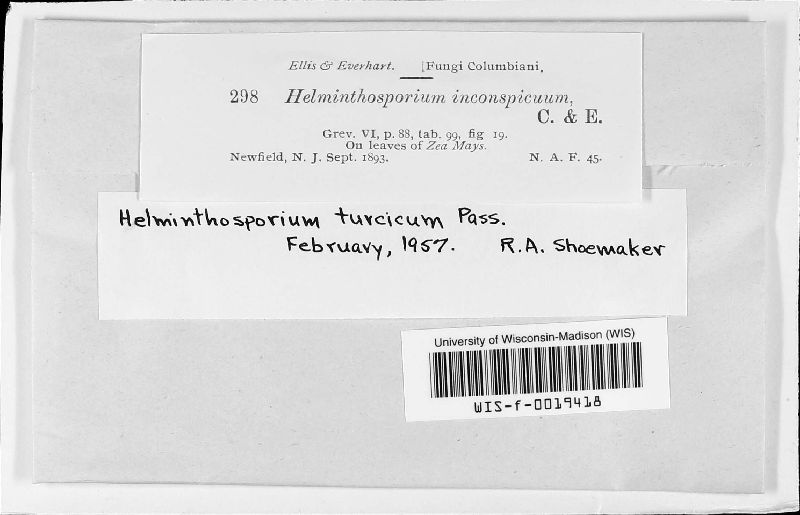 Ellis & Everhart. [Fungi Columbiani,
298 Helminthosporium inconspicuum,
C. & E.
Grev. VI, p. 88, tab. 99, fig 19.
On leaves of Zea Mays.
Newfield, N. J. Sept. 1893. N. A. F. 45.
Helminthosporium turcicum Pass.
February, 1957. R.A. Shoemaker
University of Wisconsin-Madison (WIS)
WIS-f-0019418